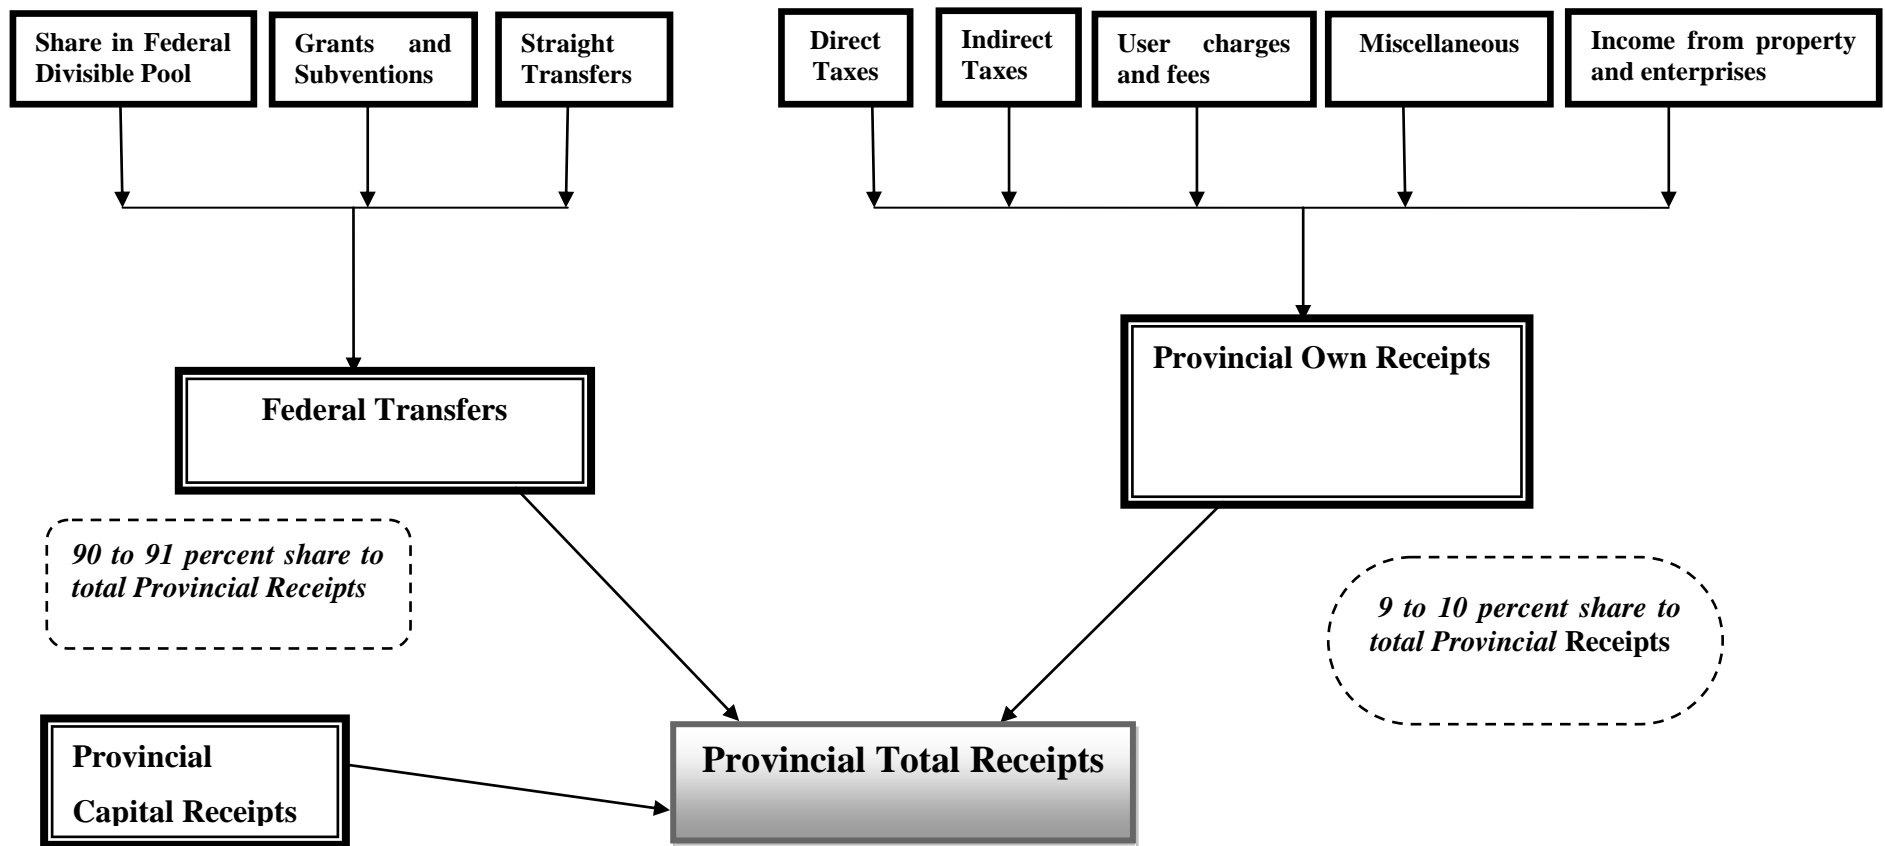 Share in Federal
Divisible Pool
Grants and
Subventions
Straight
Transfers
Direct
Taxes
Indirect
Taxes
User charges
and fees
Miscellaneous
Income from property
and enterprises
Federal Transfers
Provincial Own Receipts
90 to 91 percent share to
total Provincial Receipts
9 to 10 percent share to
total Provincial Receipts
Provincial
Capital Receipts
Provincial Total Receipts